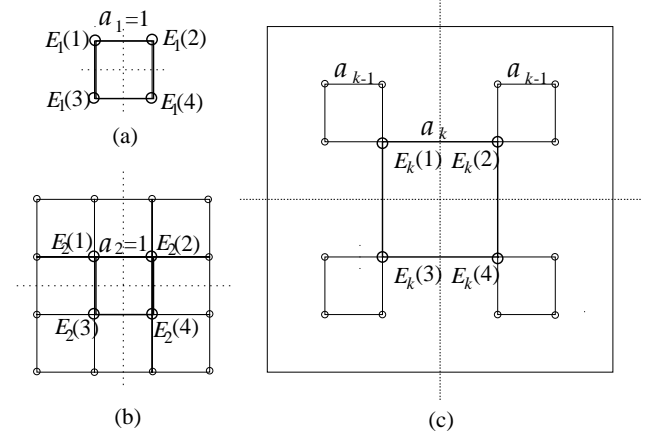 a₁=1
E₁(1) E₁(2)
E₁(3) E₁(4)
(a)
E₂(1) a₂=1 E₂(2)
E₂(3) E₂(4)
(b)
aₖ₋₁ aₖ₋₁
aₖ
Eₖ(1) Eₖ(2)
Eₖ(3) Eₖ(4)
(c)